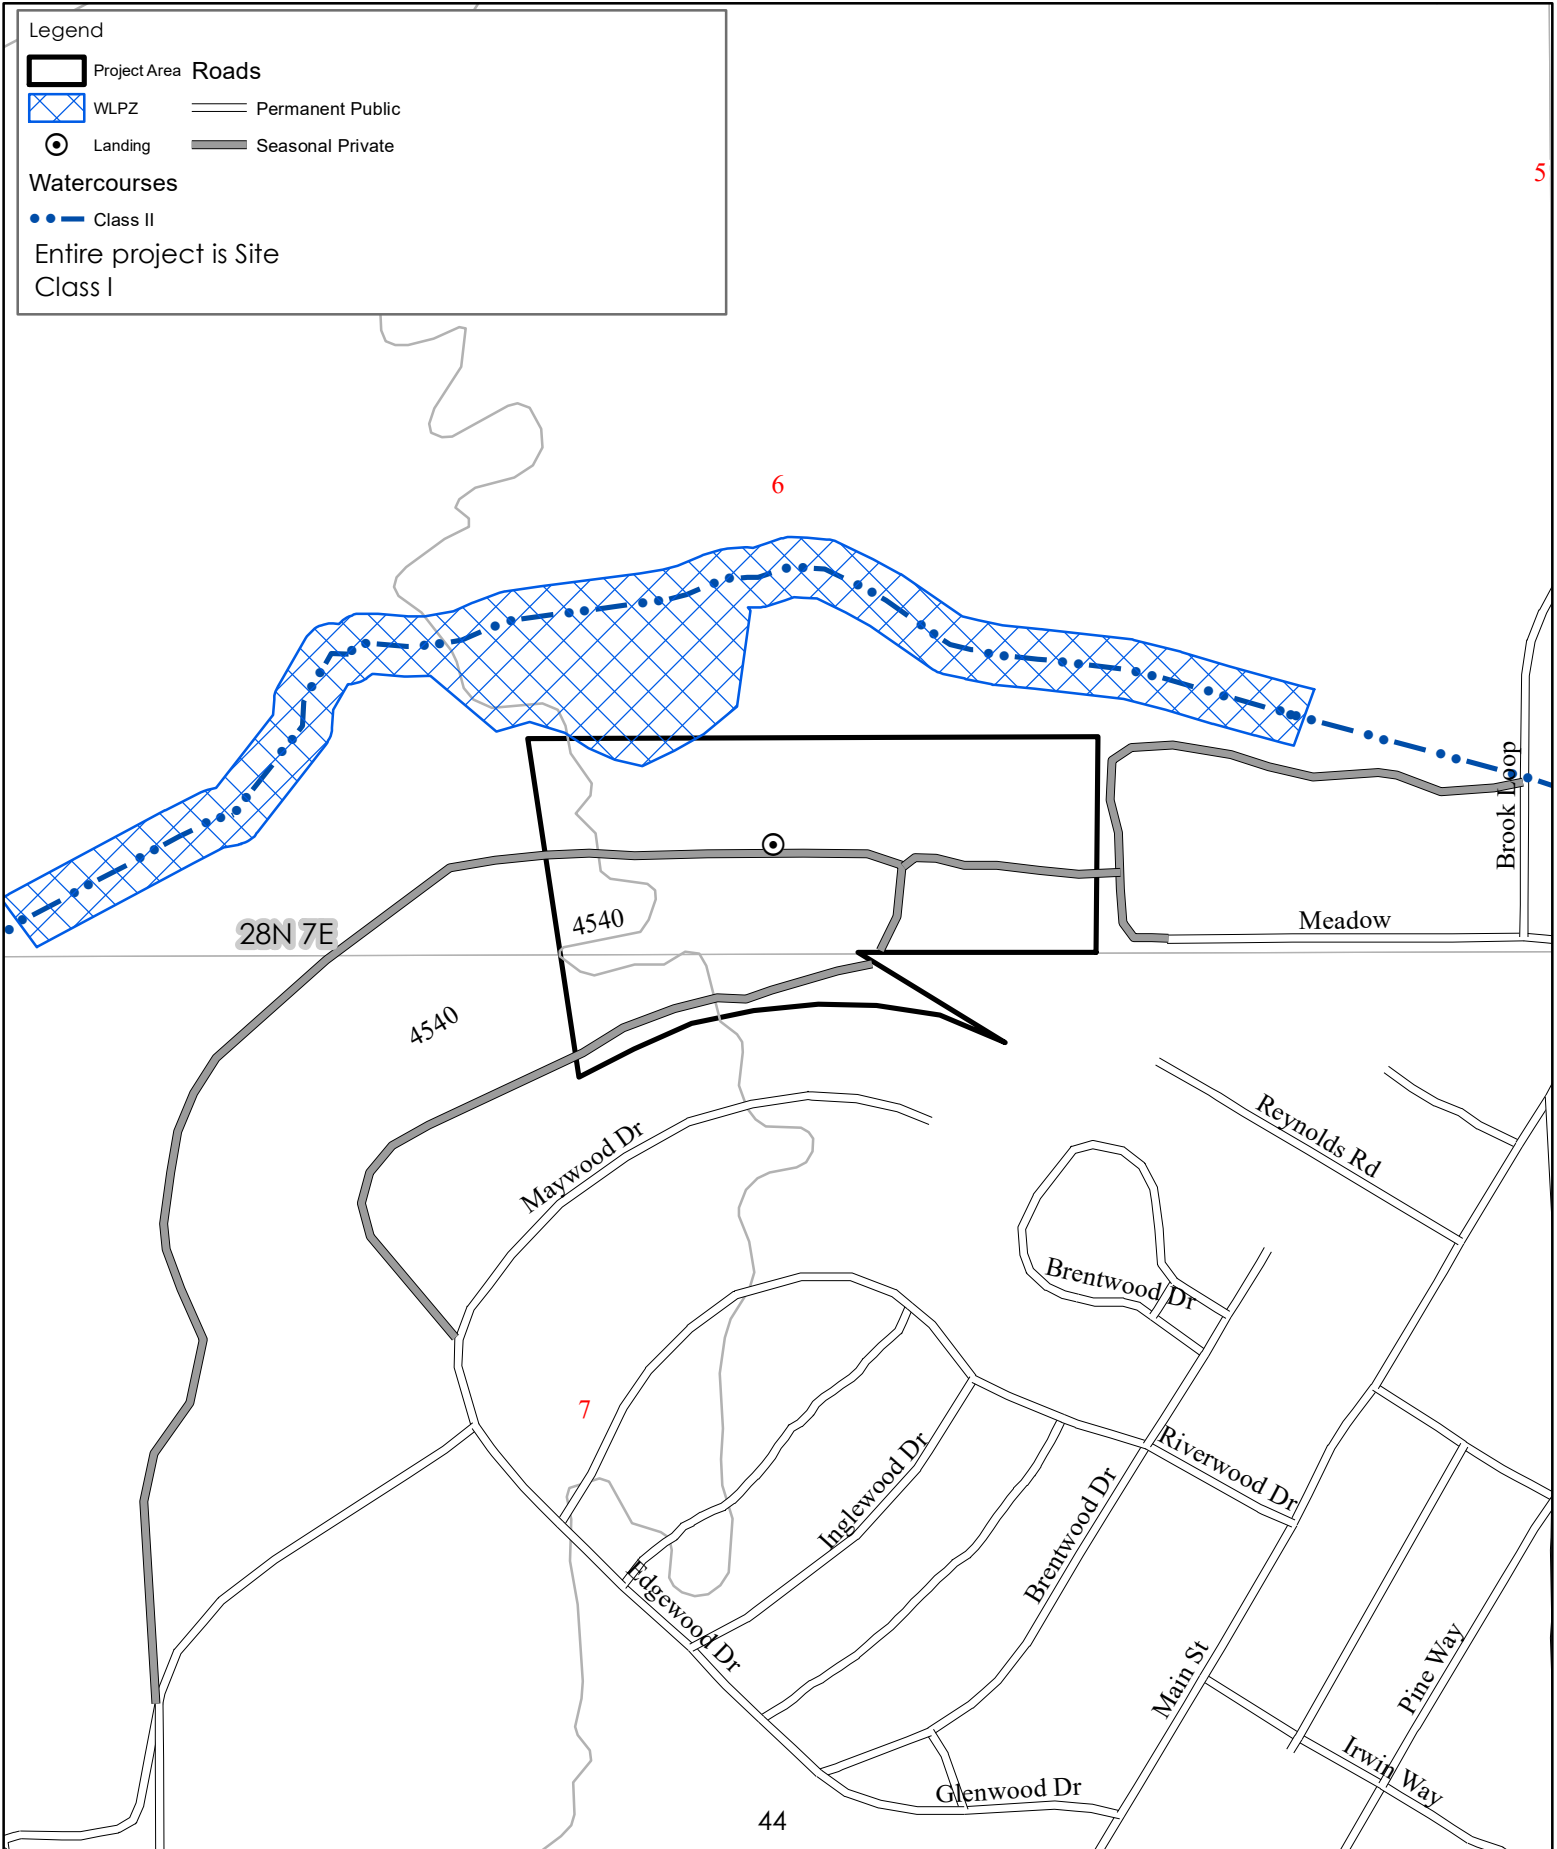 Legend
Project Area
Roads
WLPZ
Permanent Public
Landing
Seasonal Private
Watercourses
Class II
Entire project is Site
Class I
5
6
Brook Loop
4540
Meadow
28N 7E
4540
Reynolds Rd
Maywood Dr
Brentwood Dr
7
Riverwood Dr
Inglewood Dr
Brentwood Dr
Edgewood Dr
Main St
Pine Way
Irwin Way
Glenwood Dr
44